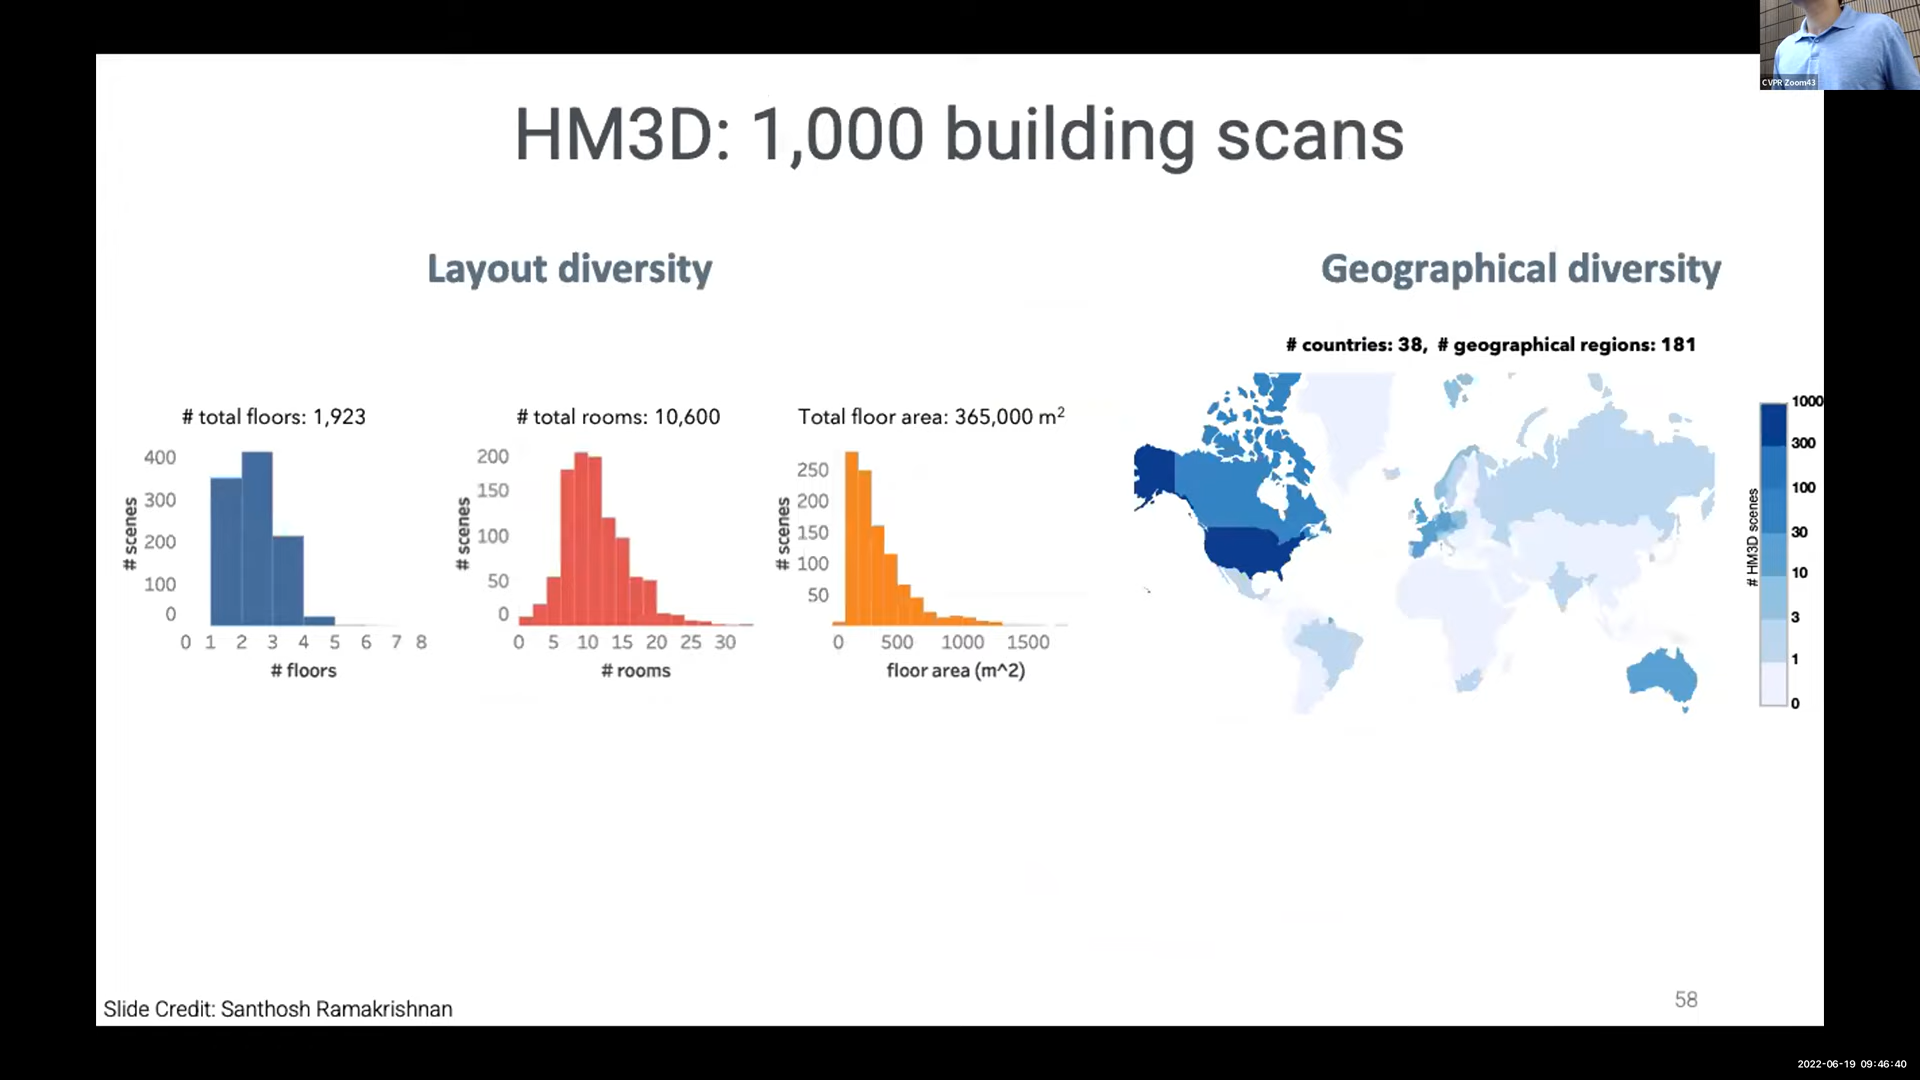 CVPR Zoom43
HM3D: 1,000 building scans
Layout diversity
Geographical diversity
# countries: 38, # geographical regions: 181
# total floors: 1,923
# total rooms: 10,600
Total floor area: 365,000 m²
# scenes
400
300
200
100
0
0 1 2 3 4 5 6 7 8
# floors
# scenes
200
150
100
50
0
0 5 10 15 20 25 30
# rooms
# scenes
250
200
150
100
50
0 500 1000 1500
floor area (m^2)
# HM3D scenes
1000
300
100
30
10
3
1
0
Slide Credit: Santhosh Ramakrishnan
58
2022-06-19 09:46:40